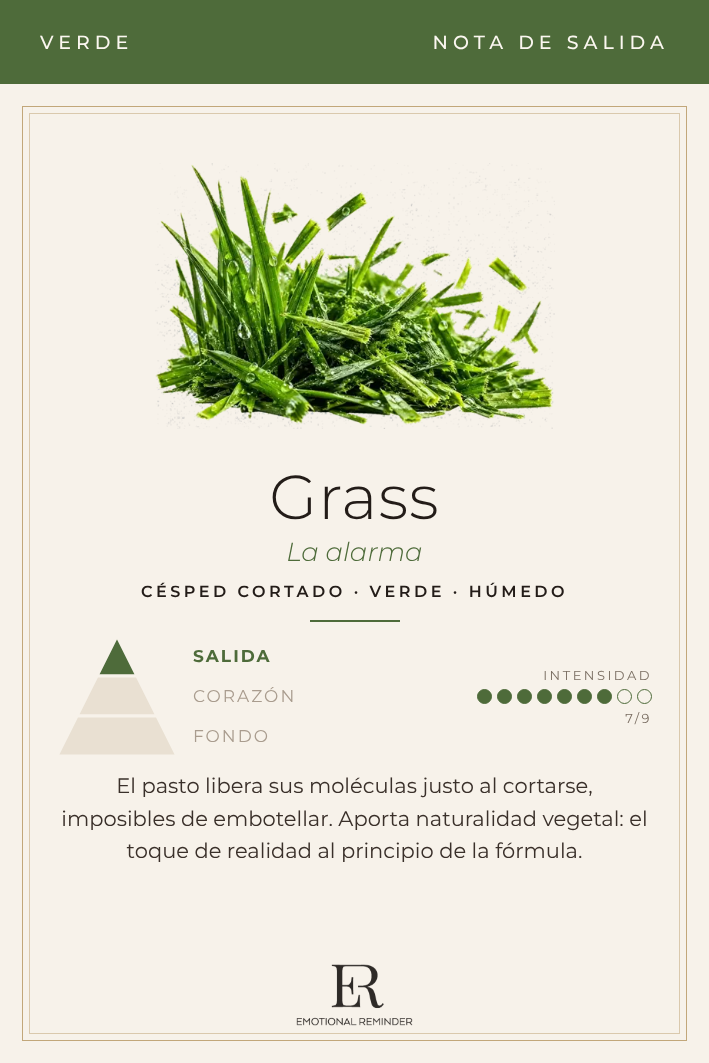 VERDE
NOTA DE SALIDA
Grass
La alarma
CÉSPED CORTADO · VERDE · HÚMEDO
SALIDA
CORAZÓN
FONDO
INTENSIDAD
7/9
El pasto libera sus moléculas justo al cortarse,
imposibles de embotellar. Aporta naturalidad vegetal: el
toque de realidad al principio de la fórmula.
ER
EMOTIONAL REMINDER